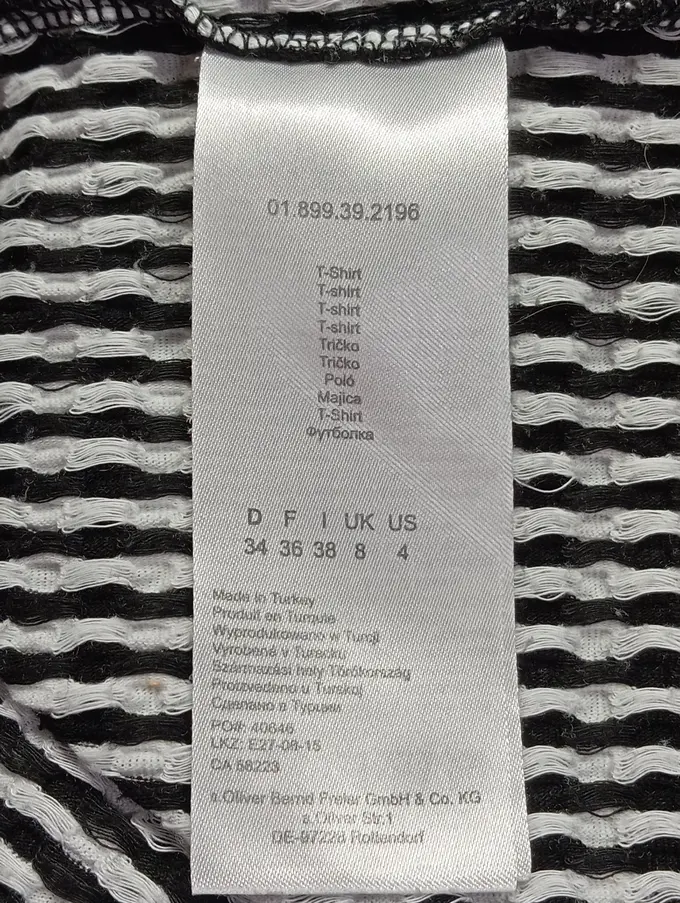 01.899.39.2196
T-Shirt
T-shirt
T-shirt
T-shirt
Tričko
Tričko
Poló
Majica
T-Shirt
Футболка
D F I UK US
34 36 38 8 4
Made in Turkey
Produit en Turquie
Wyprodukowano w Turcji
Vyrobené v Turecku
Származási hely Törökország
Proizvedeno u Turskoj
Сделано в Турции
PO#: 40646
LKZ: E27-08-15
CA 58223
s.Oliver Bernd Freier GmbH & Co. KG
s.Oliver Str.1
DE-97228 Rottendorf